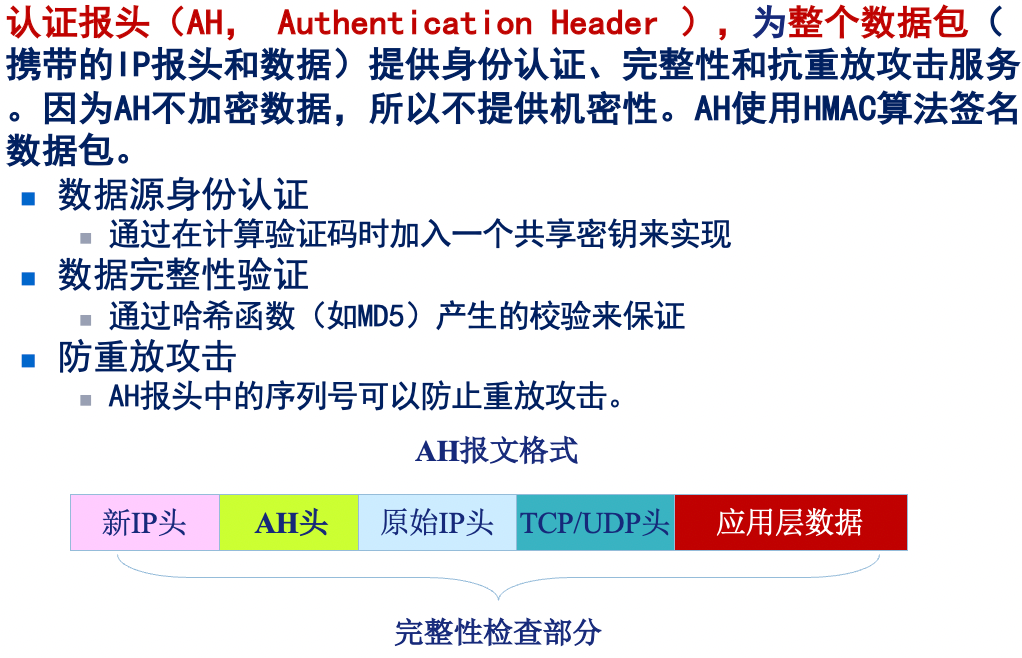 认证报头（AH， Authentication Header ），为整个数据包（
携带的IP报头和数据）提供身份认证、完整性和抗重放攻击服务
。因为AH不加密数据，所以不提供机密性。AH使用HMAC算法签名
数据包。
数据源身份认证
通过在计算验证码时加入一个共享密钥来实现
数据完整性验证
通过哈希函数（如MD5）产生的校验来保证
防重放攻击
AH报头中的序列号可以防止重放攻击。
AH报文格式
新IP头 AH头 原始IP头 TCP/UDP头 应用层数据
完整性检查部分